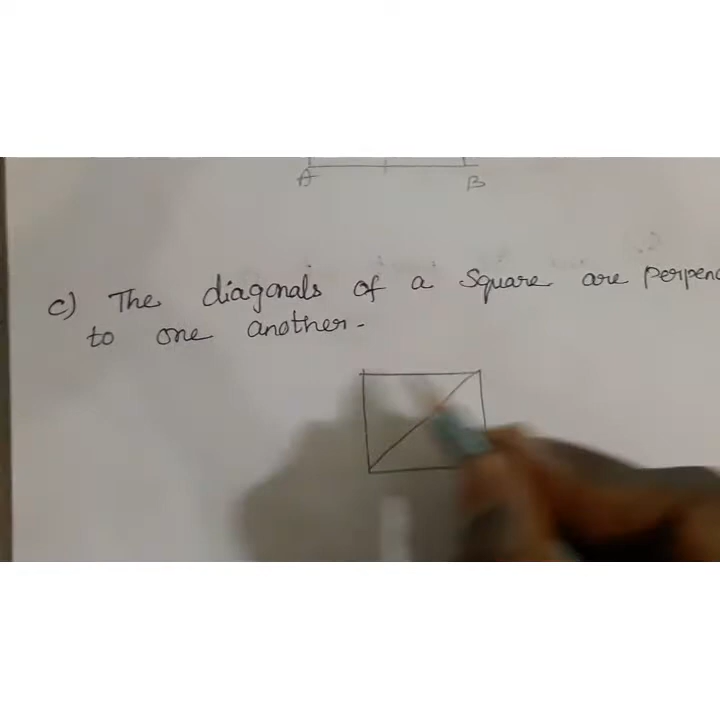 A B
c) The diagonals of a square are perpend
to one another.